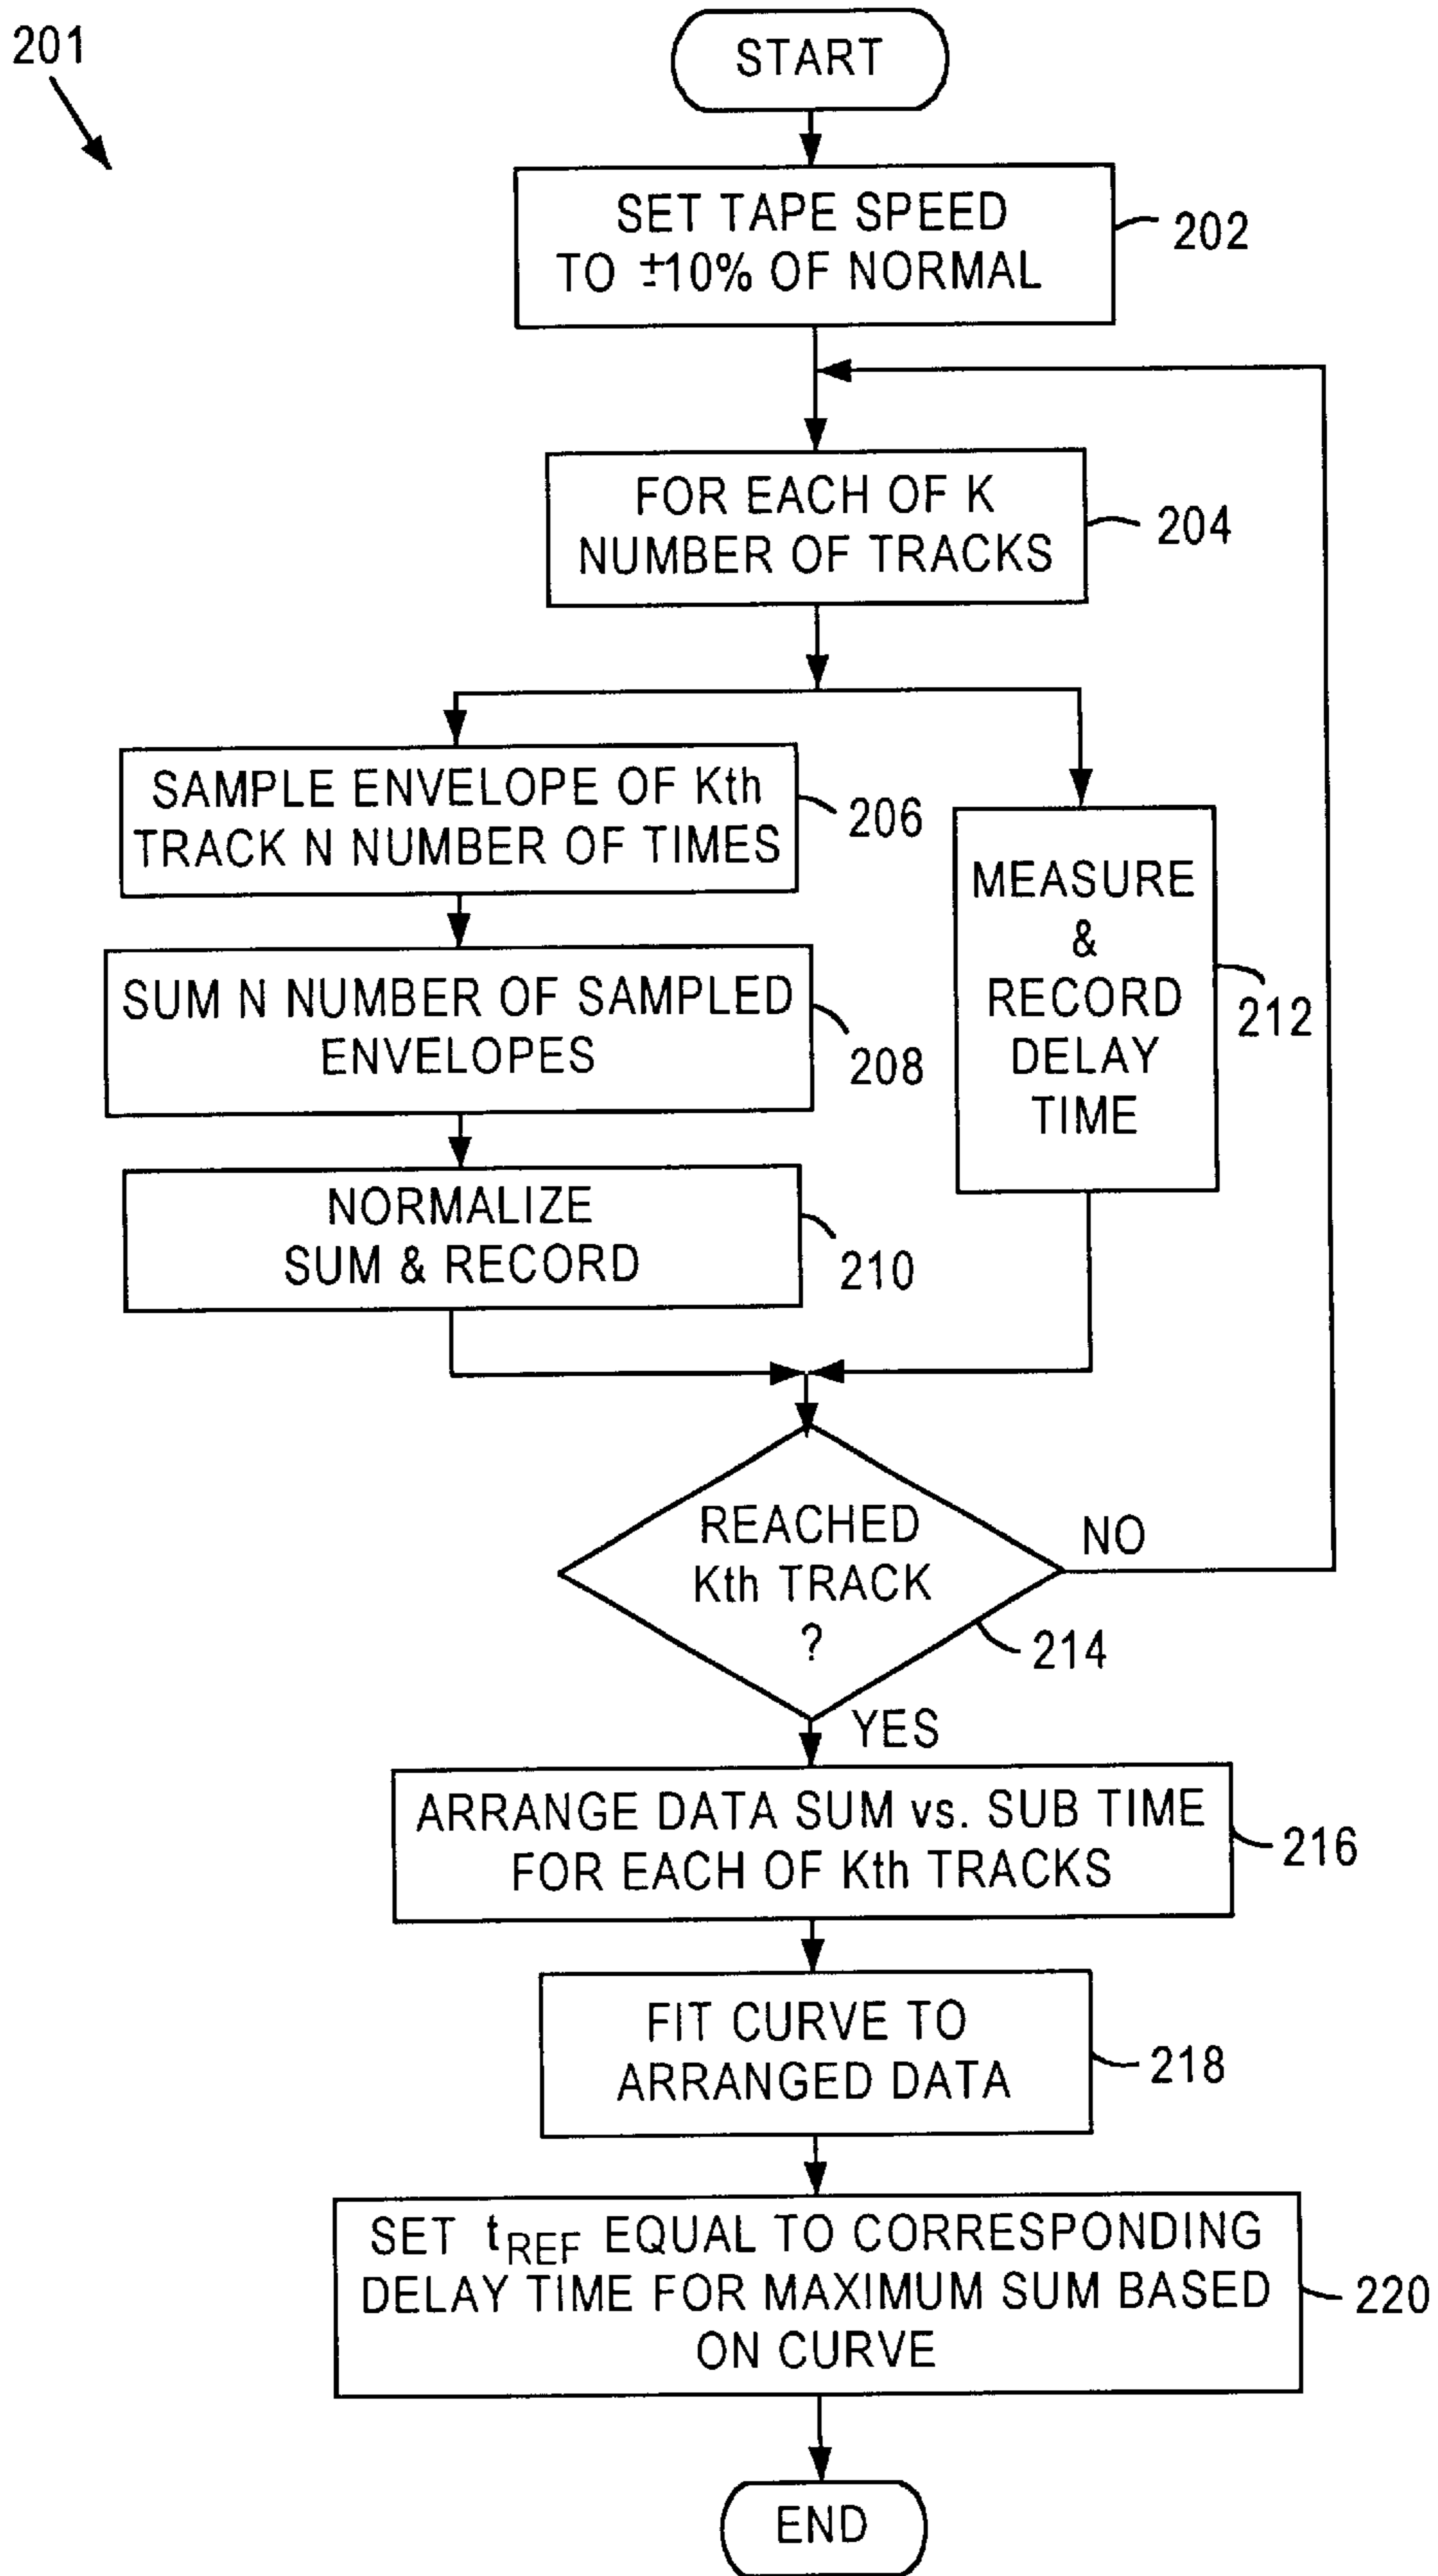 201
START
SET TAPE SPEED
TO ±10% OF NORMAL
202
FOR EACH OF K
NUMBER OF TRACKS
204
SAMPLE ENVELOPE OF Kth
TRACK N NUMBER OF TIMES
206
SUM N NUMBER OF SAMPLED
ENVELOPES
208
NORMALIZE
SUM & RECORD
210
MEASURE
&
RECORD
DELAY
TIME
212
REACHED
Kth TRACK
?
214
NO
YES
ARRANGE DATA SUM vs. SUB TIME
FOR EACH OF Kth TRACKS
216
FIT CURVE TO
ARRANGED DATA
218
SET tREF EQUAL TO CORRESPONDING
DELAY TIME FOR MAXIMUM SUM BASED
ON CURVE
220
END